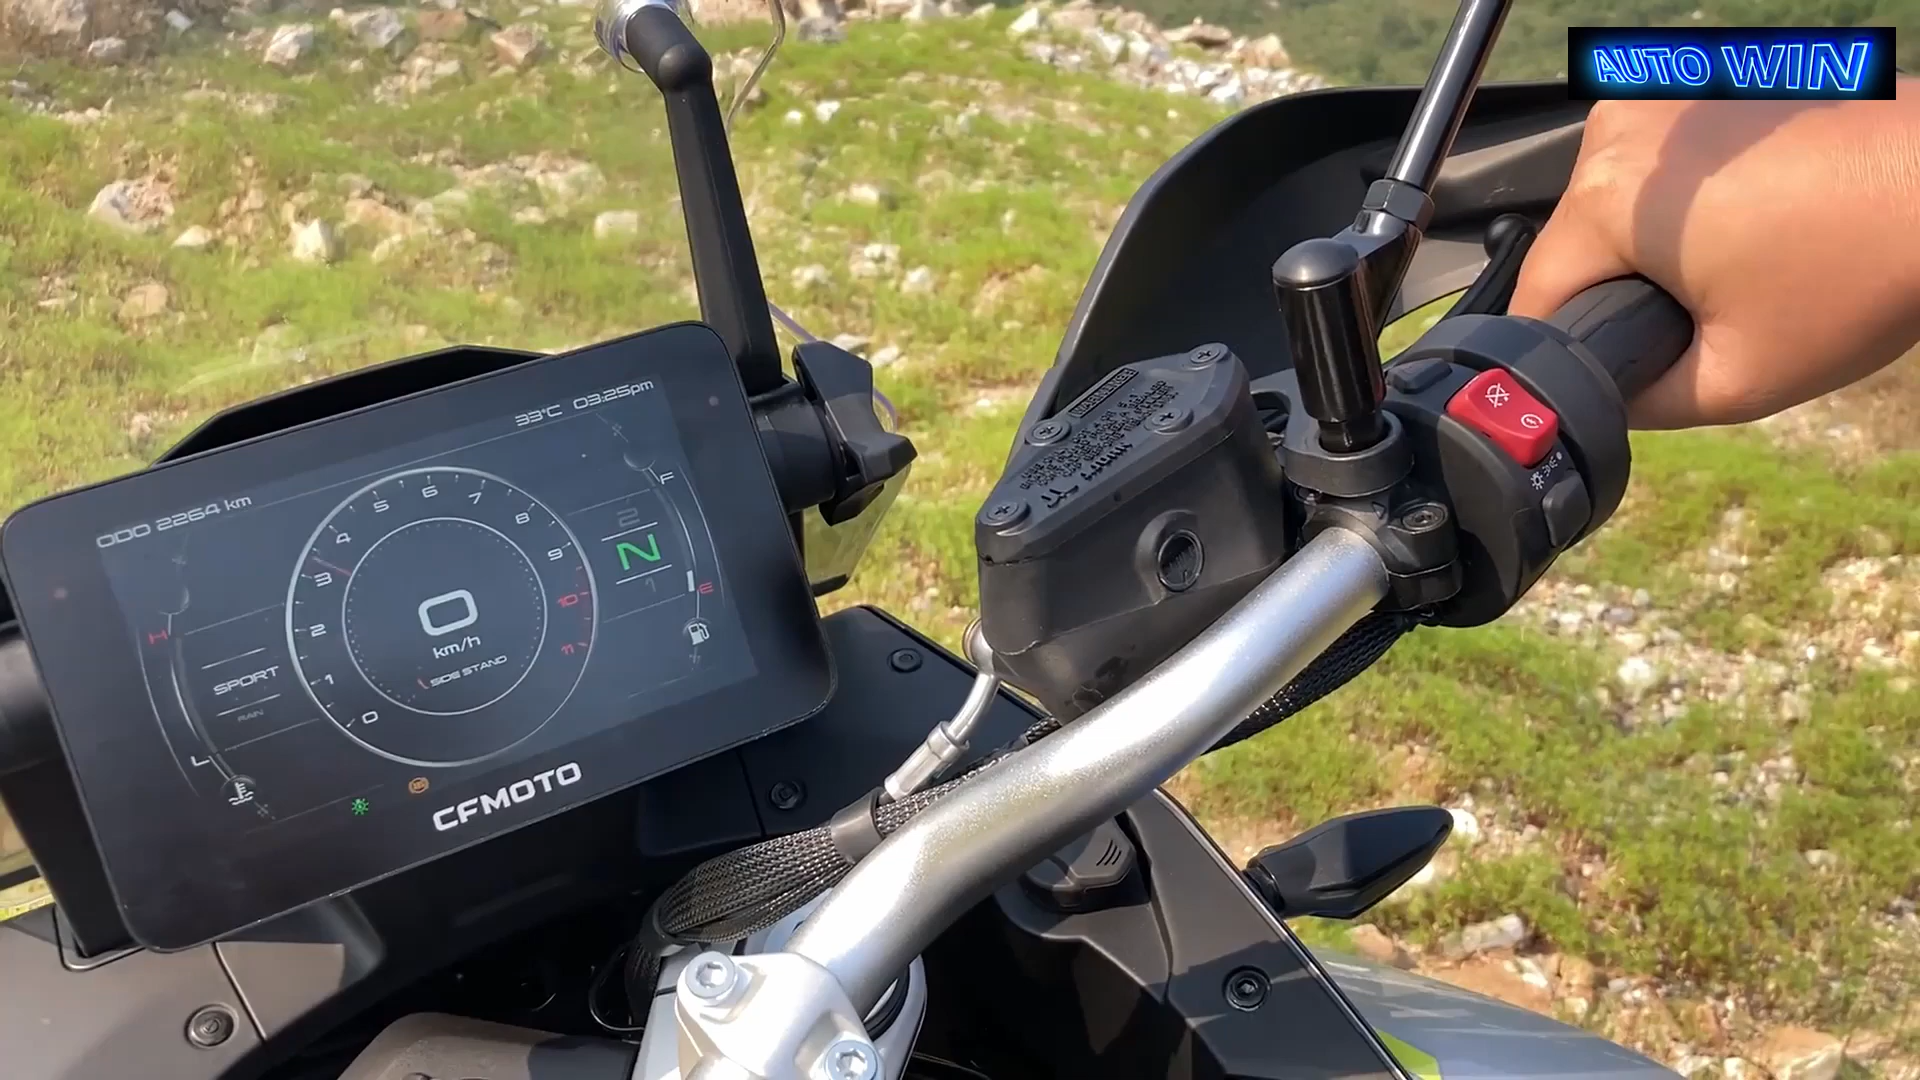 AUTO WIN
33°C 03:25pm
ODO 2264 km
F
5
6
7
4
8
2
3
9
N
H
0
10
E
1
2
km/h
11
SPORT
SIDE STAND
RAIN
1
0
L
CFMOTO
WARNING